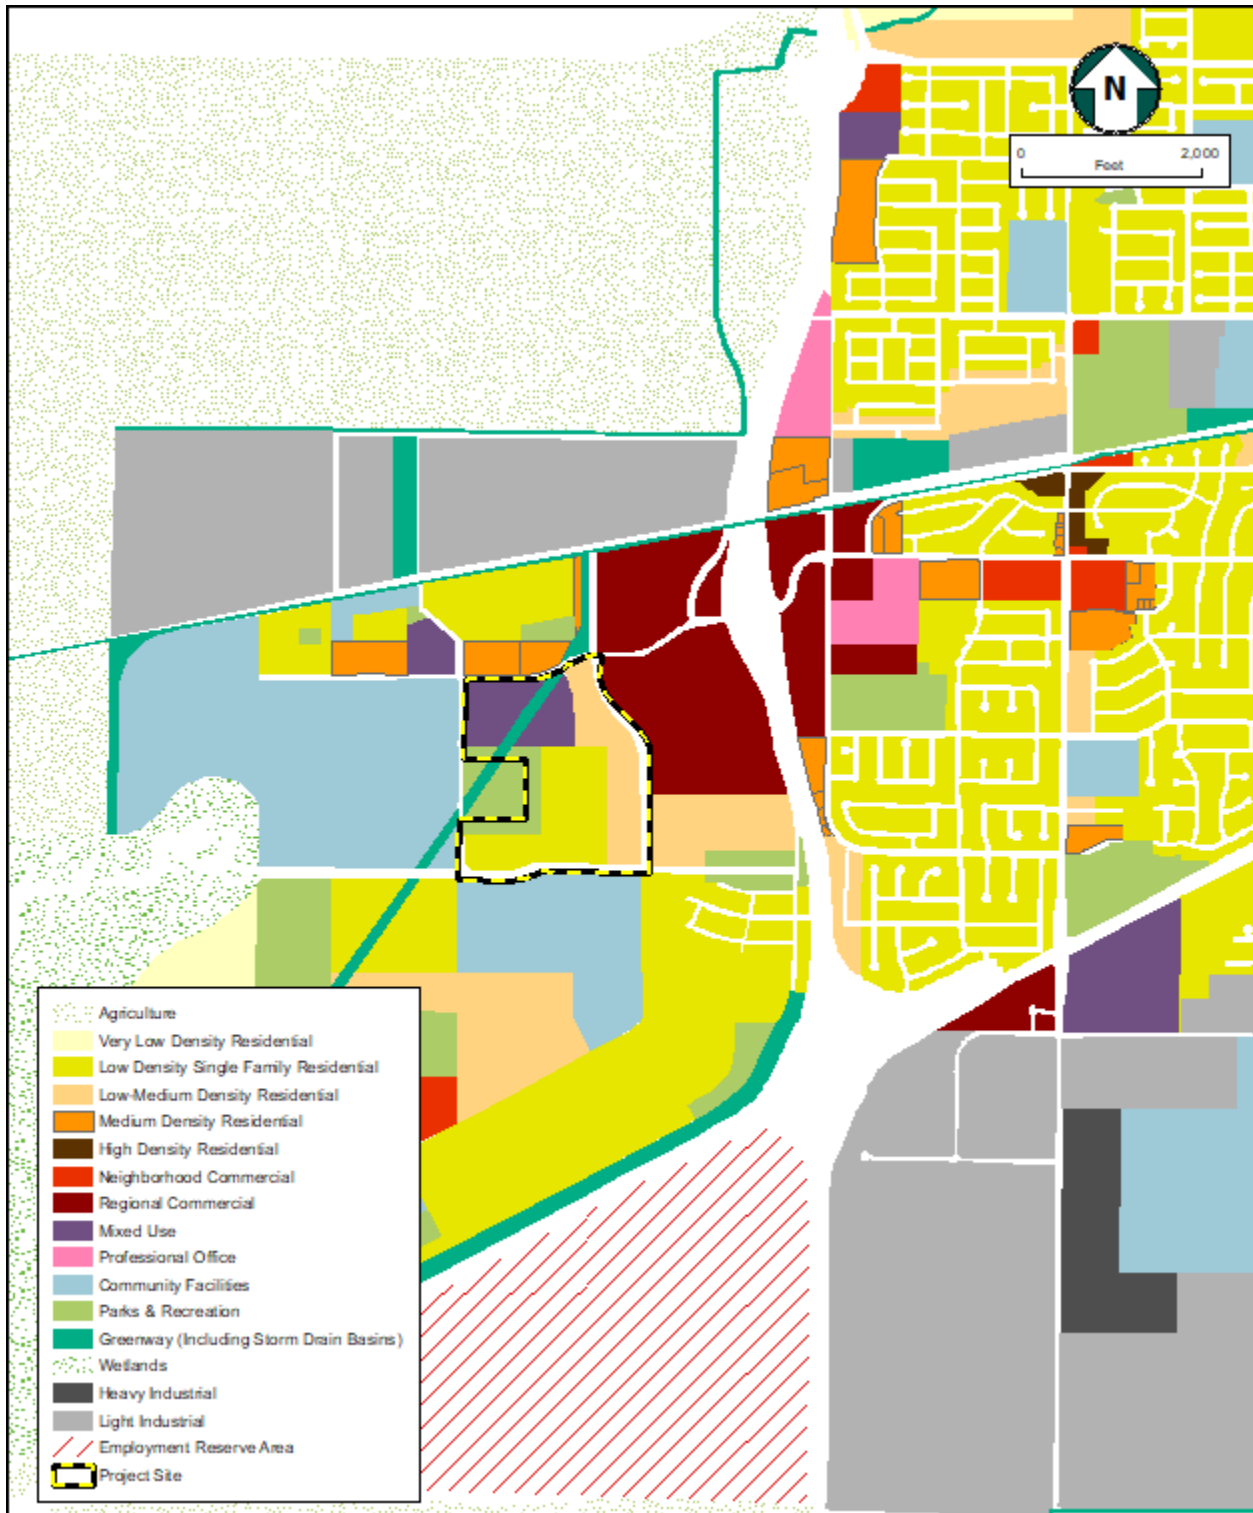 N
0 2,000
Feet
Agriculture
Very Low Density Residential
Low Density Single Family Residential
Low-Medium Density Residential
Medium Density Residential
High Density Residential
Neighborhood Commercial
Regional Commercial
Mixed Use
Professional Office
Community Facilities
Parks & Recreation
Greenway (Including Storm Drain Basins)
Wetlands
Heavy Industrial
Light Industrial
Employment Reserve Area
Project Site